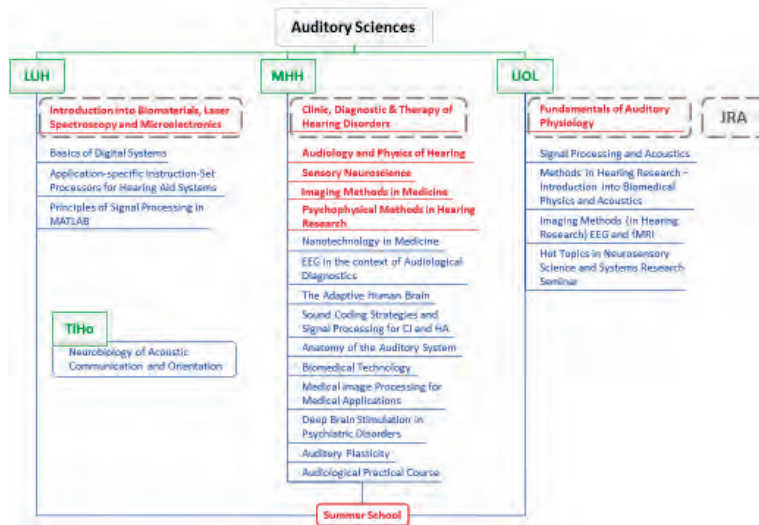 Auditory Sciences
LUH
Introduction into Biomaterials, Laser
Spectroscopy and Microelectronics
Basics of Digital Systems
Application-specific Instruction-Set
Processors for Hearing Aid Systems
Principles of Signal Processing in
MATLAB
TiHo
Neurobiology of Acoustic
Communication and Orientation
MHH
Clinic, Diagnostic & Therapy of
Hearing Disorders
Audiology and Physics of Hearing
Sensory Neuroscience
Imaging Methods in Medicine
Psychophysical Methods in Hearing
Research
Nanotechnology in Medicine
EEG in the context of Audiological
Diagnostics
The Adaptive Human Brain
Sound Coding Strategies and
Signal Processing for CI and HA
Anatomy of the Auditory System
Biomedical Technology
Medical Image Processing for
Medical Applications
Deep Brain Stimulation in
Psychiatric Disorders
Auditory Plasticity
Audiological Practical Course
UOL
Fundamentals of Auditory
Physiology
Signal Processing and Acoustics
Methods in Hearing Research –
Introduction into Biomedical
Physics and Acoustics
Imaging Methods (in Hearing
Research) EEG and fMRI
Hot Topics in Neurosensory
Science and Systems Research
Seminar
JRA
Summer School